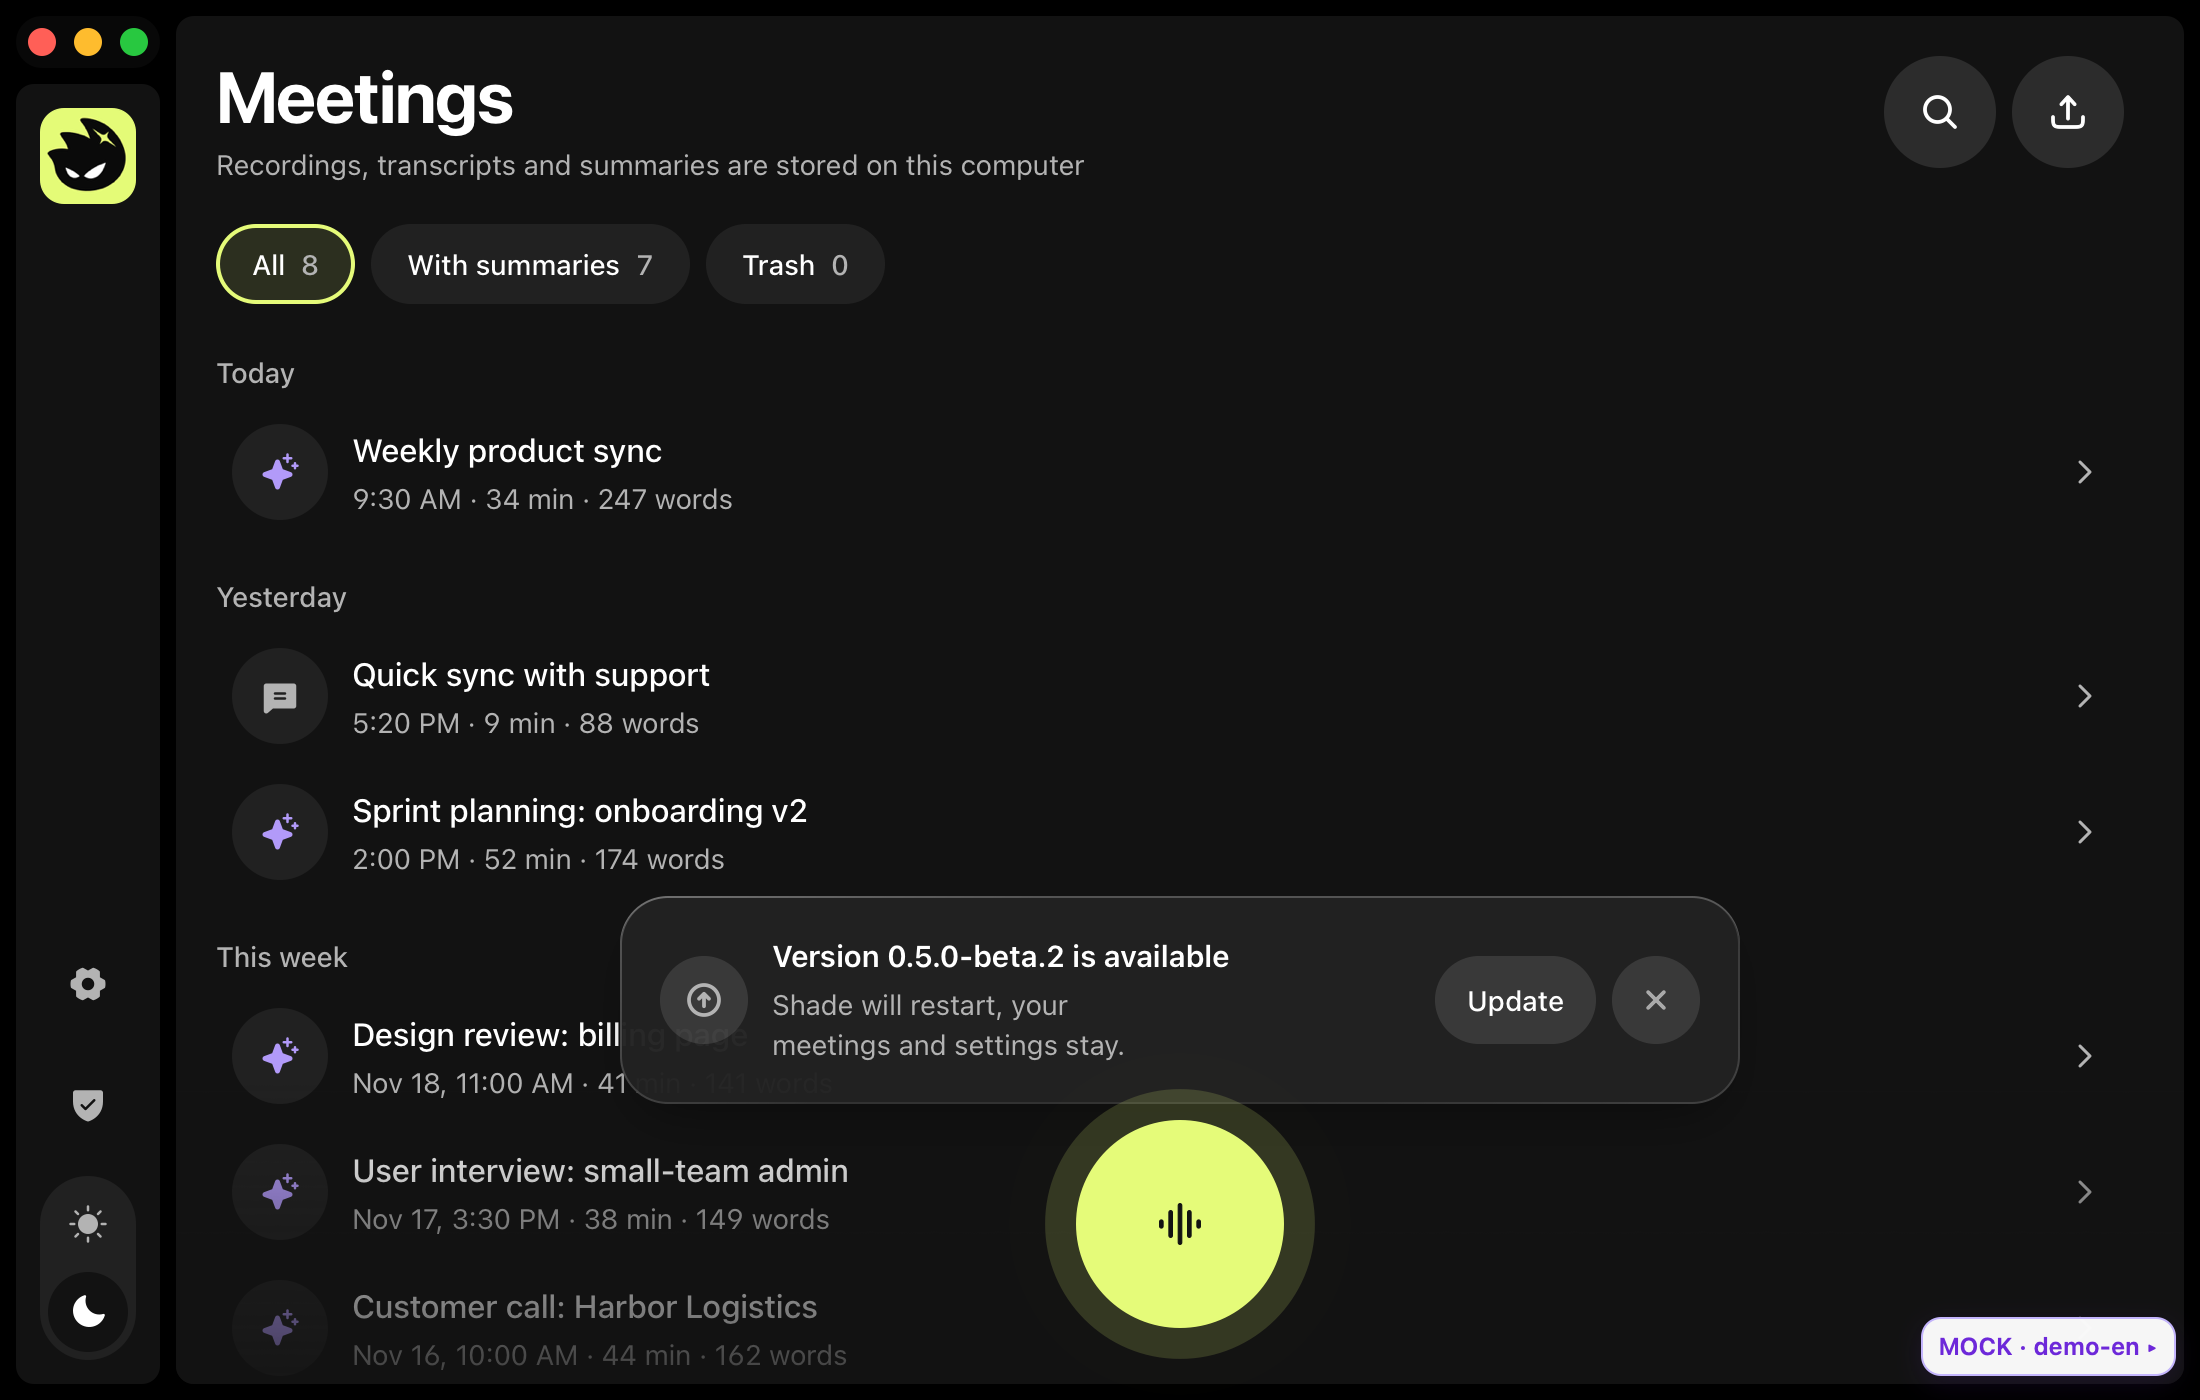 Meetings
Recordings, transcripts and summaries are stored on this computer
All 8
With summaries 7
Trash 0
Today
Weekly product sync
9:30 AM · 34 min · 247 words
Yesterday
Quick sync with support
5:20 PM · 9 min · 88 words
Sprint planning: onboarding v2
2:00 PM · 52 min · 174 words
This week
Design review: billing page
Nov 18, 11:00 AM · 41 min · 141 words
Version 0.5.0-beta.2 is available
Shade will restart, your
meetings and settings stay.
Update
User interview: small-team admin
Nov 17, 3:30 PM · 38 min · 149 words
Customer call: Harbor Logistics
Nov 16, 10:00 AM · 44 min · 162 words
MOCK · demo-en ▸